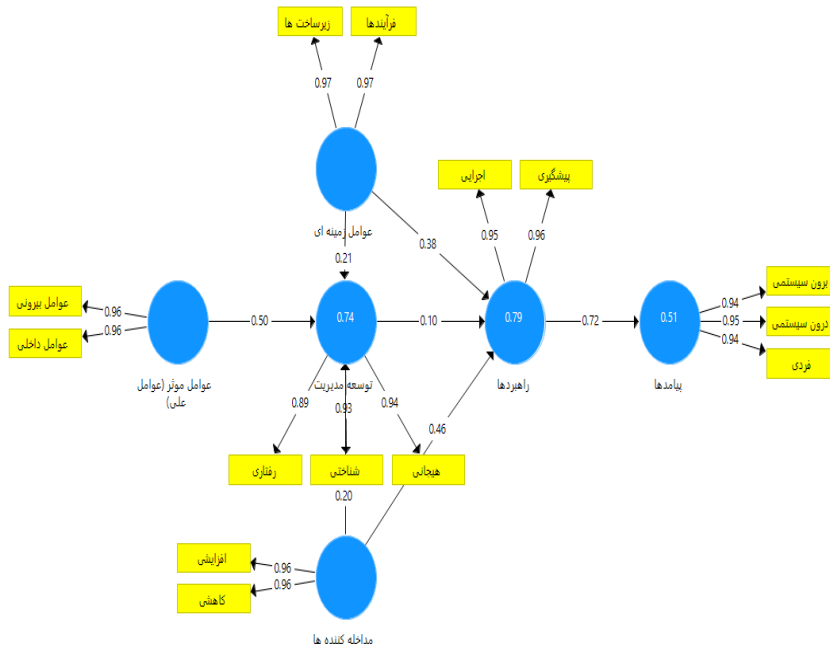 زیرساخت ها
فرآیندها
0.97
0.97
عوامل زمینه ای
اجرایی
پیشگیری
0.95
0.96
0.38
0.21
عوامل بیرونی
عوامل داخلی
0.96
0.96
عوامل موثر (عوامل
علی)
0.50
0.74
توسعه مدیریت
0.10
0.79
راهبردها
0.72
0.51
پیامدها
برون سیستمی
درون سیستمی
فردی
0.94
0.95
0.94
0.89
0.93
0.94
0.46
رفتاری
شناختی
هیجانی
0.20
افزایشی
کاهشی
0.96
0.96
مداخله کننده ها